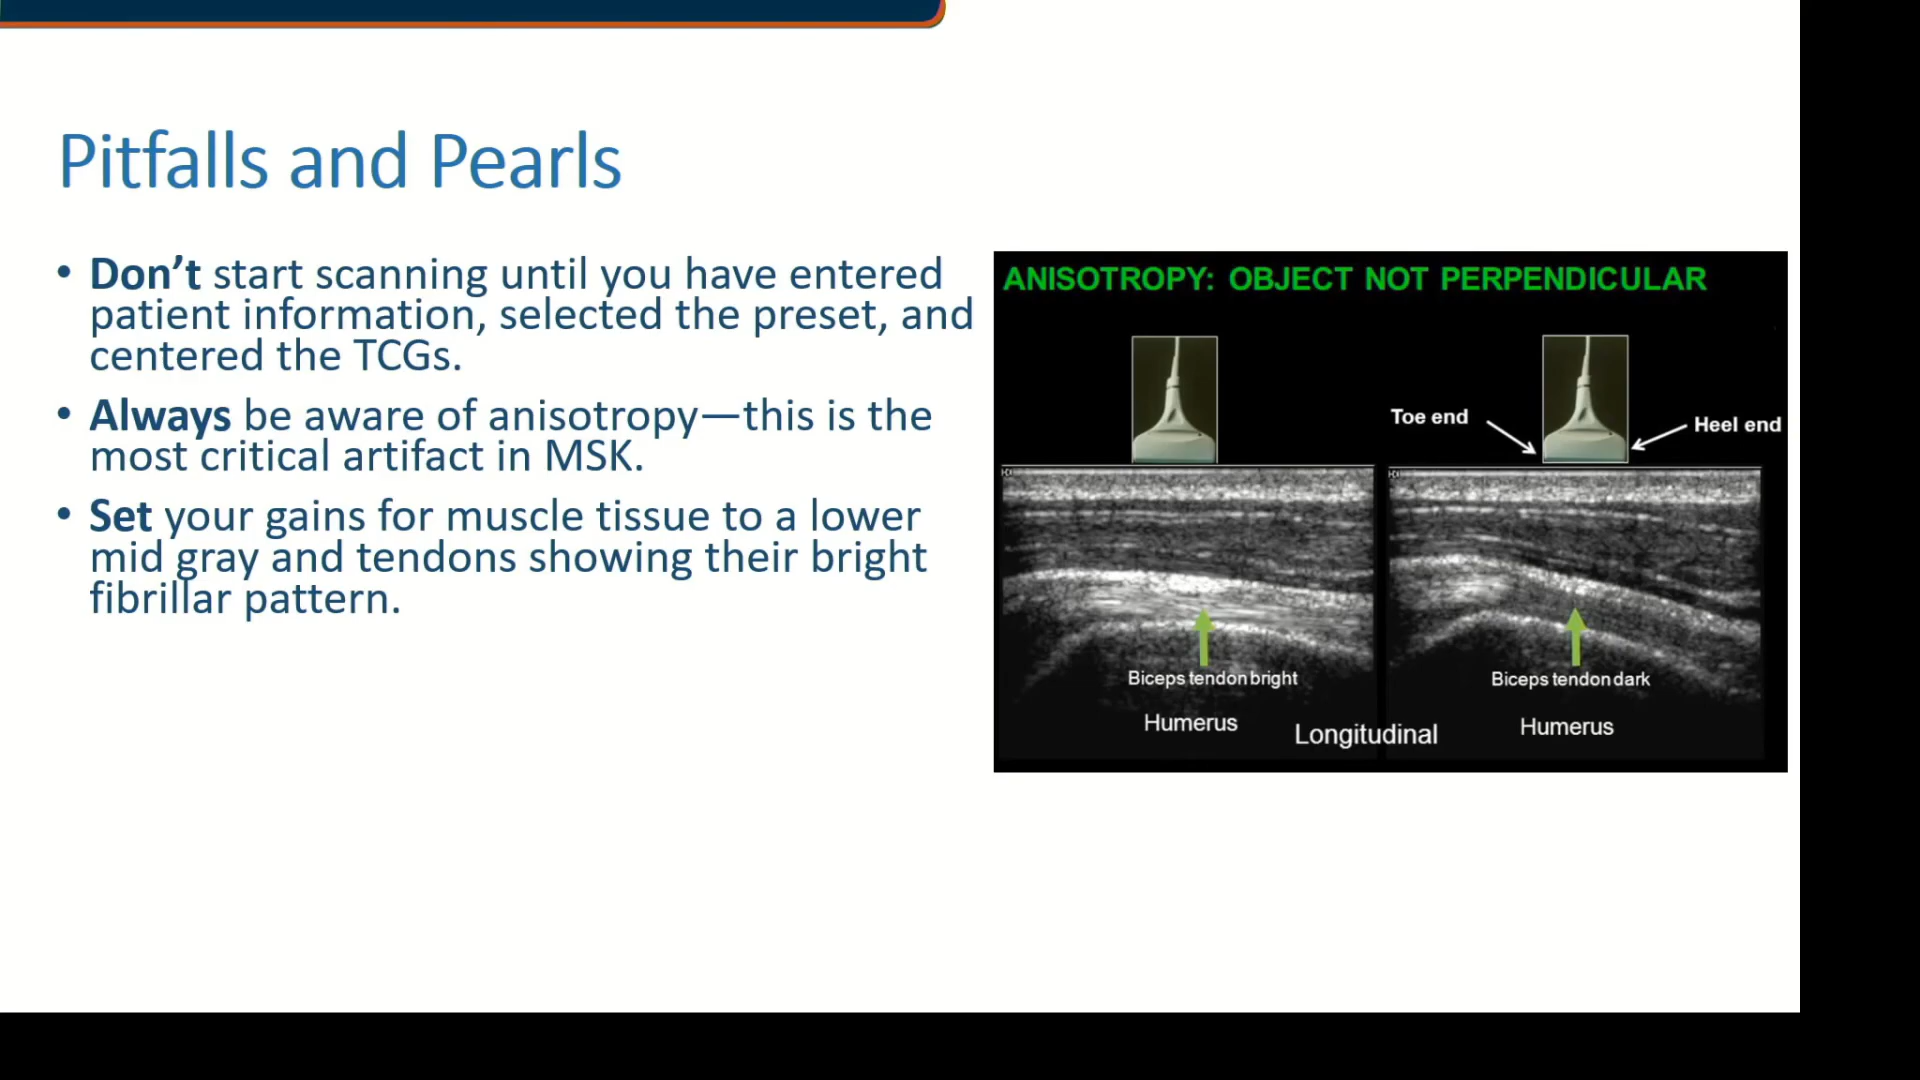 Pitfalls and Pearls
• Don’t start scanning until you have entered
patient information, selected the preset, and
centered the TCGs.
• Always be aware of anisotropy—this is the
most critical artifact in MSK.
• Set your gains for muscle tissue to a lower
mid gray and tendons showing their bright
fibrillar pattern.
ANISOTROPY: OBJECT NOT PERPENDICULAR
Toe end
Heel end
Biceps tendon bright
Biceps tendon dark
Humerus
Longitudinal
Humerus